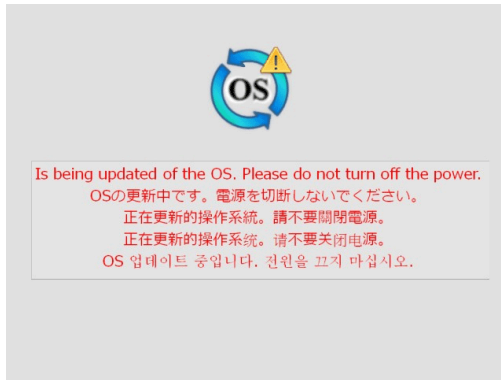 OS
Is being updated of the OS. Please do not turn off the power.
OSの更新中です。電源を切断しないでください。
正在更新的操作系統。請不要關閉電源。
正在更新的操作系统。请不要关闭电源。
OS 업데이트 중입니다. 전원을 끄지 마십시오.